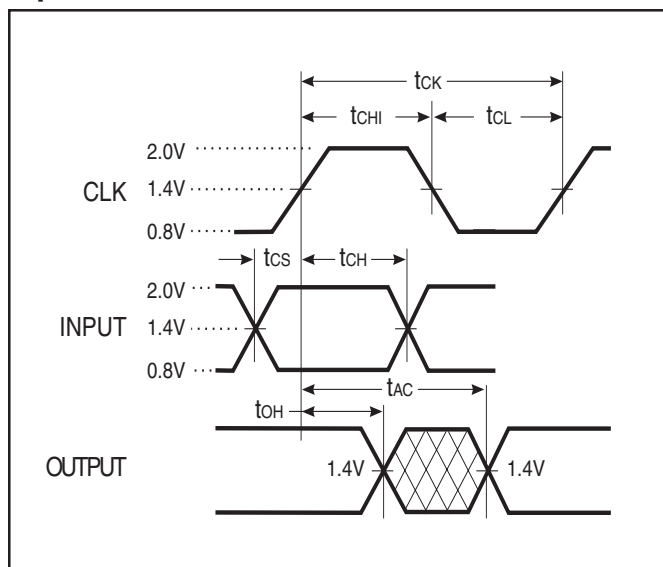 tCK
tCHI
tCL
2.0V
CLK
1.4V
0.8V
tCS
tCH
2.0V
INPUT
1.4V
0.8V
tAC
tOH
OUTPUT
1.4V
1.4V